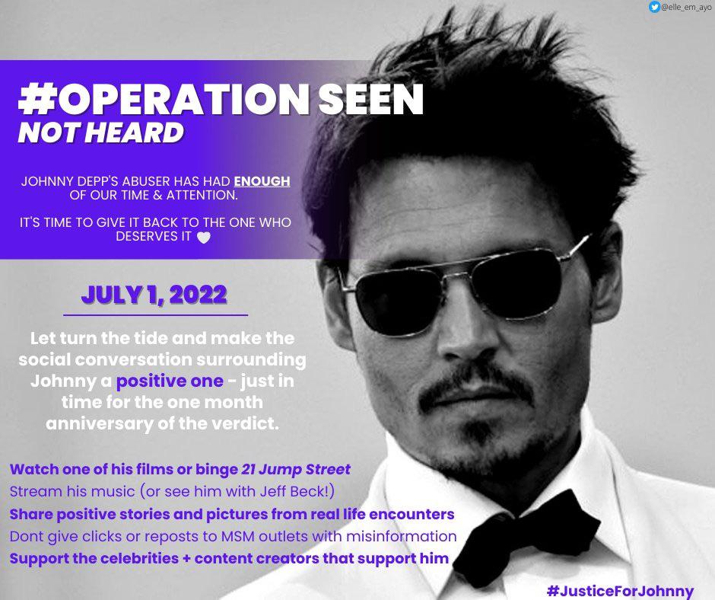 @elle_em_ayo
#OPERATION SEEN
NOT HEARD
JOHNNY DEPP'S ABUSER HAS HAD ENOUGH
OF OUR TIME & ATTENTION.
IT'S TIME TO GIVE IT BACK TO THE ONE WHO
DESERVES IT
JULY 1, 2022
Let turn the tide and make the
social conversation surrounding
Johnny a positive one - just in
time for the one month
anniversary of the verdict.
Watch one of his films or binge 21 Jump Street
Stream his music (or see him with Jeff Beck!)
Share positive stories and pictures from real life encounters
Dont give clicks or reposts to MSM outlets with misinformation
Support the celebrities + content creators that support him
#JusticeForJohnny